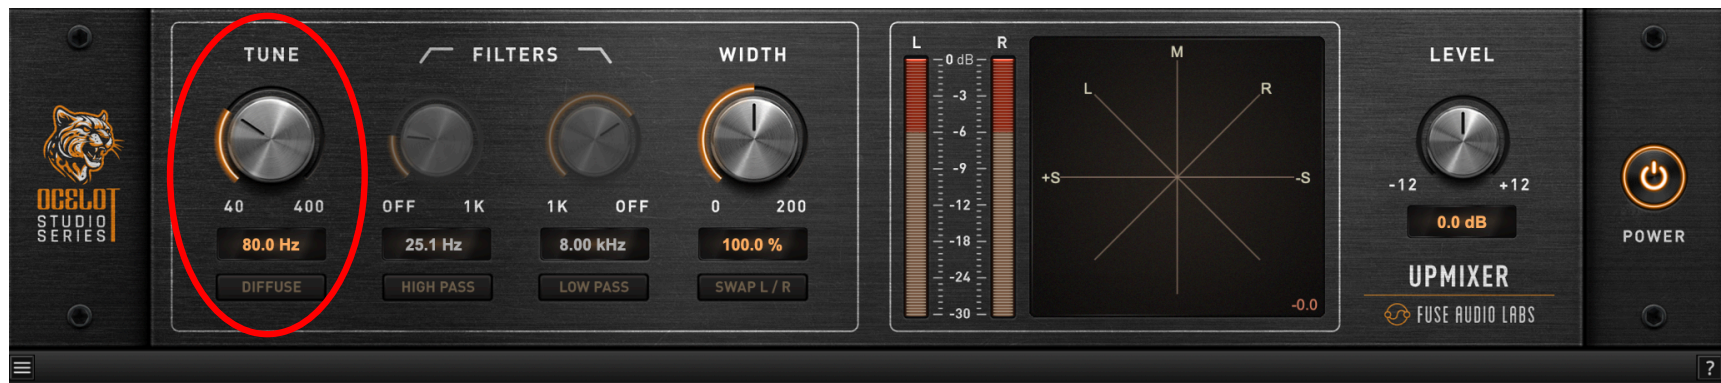 TUNE
FILTERS
WIDTH
40 400
OFF 1K
1K OFF
0 200
80.0 Hz
25.1 Hz
8.00 kHz
100.0 %
DIFFUSE
HIGH PASS
LOW PASS
SWAP L / R
OCELOT
STUDIO
SERIES
L R
0 dB
-3
-6
-9
-12
-18
-24
-30
M
L R
+S -S
-0.0
LEVEL
-12 +12
0.0 dB
UPMIXER
FUSE AUDIO LABS
POWER
?